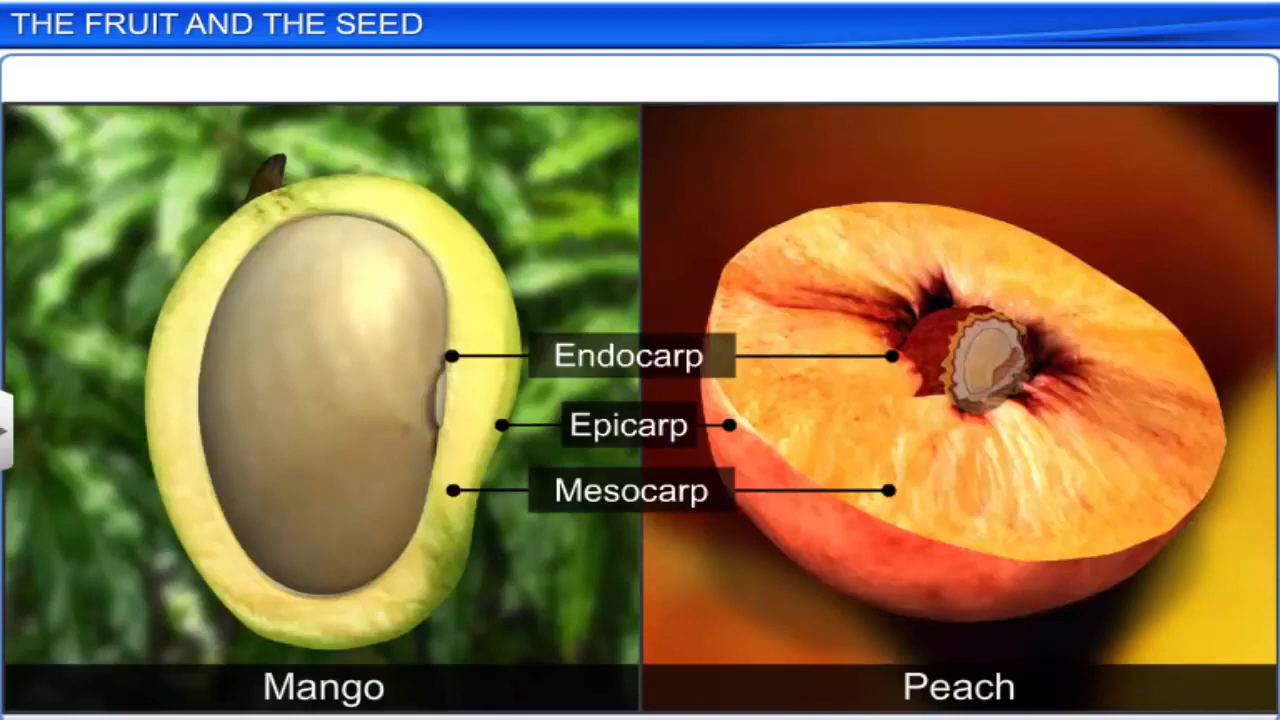 THE FRUIT AND THE SEED
Endocarp
Epicarp
Mesocarp
Mango
Peach